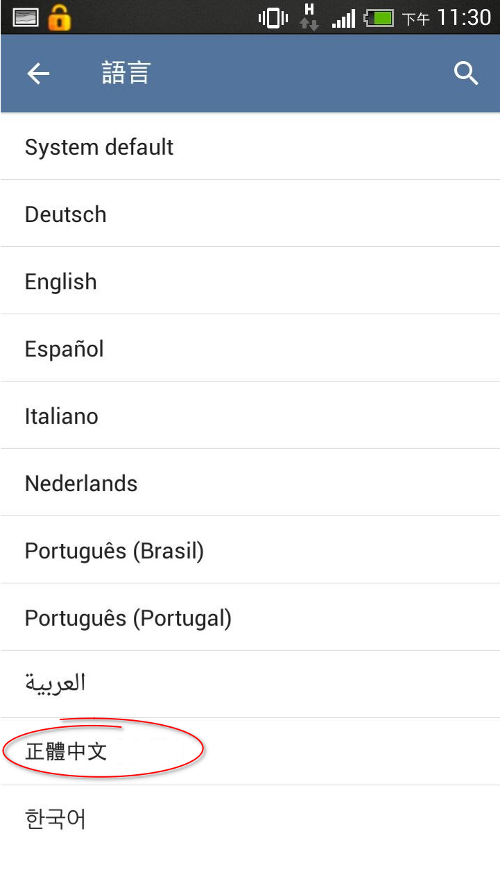 H
下午 11:30
語言
System default
Deutsch
English
Español
Italiano
Nederlands
Português (Brasil)
Português (Portugal)
العربية
正體中文
한국어